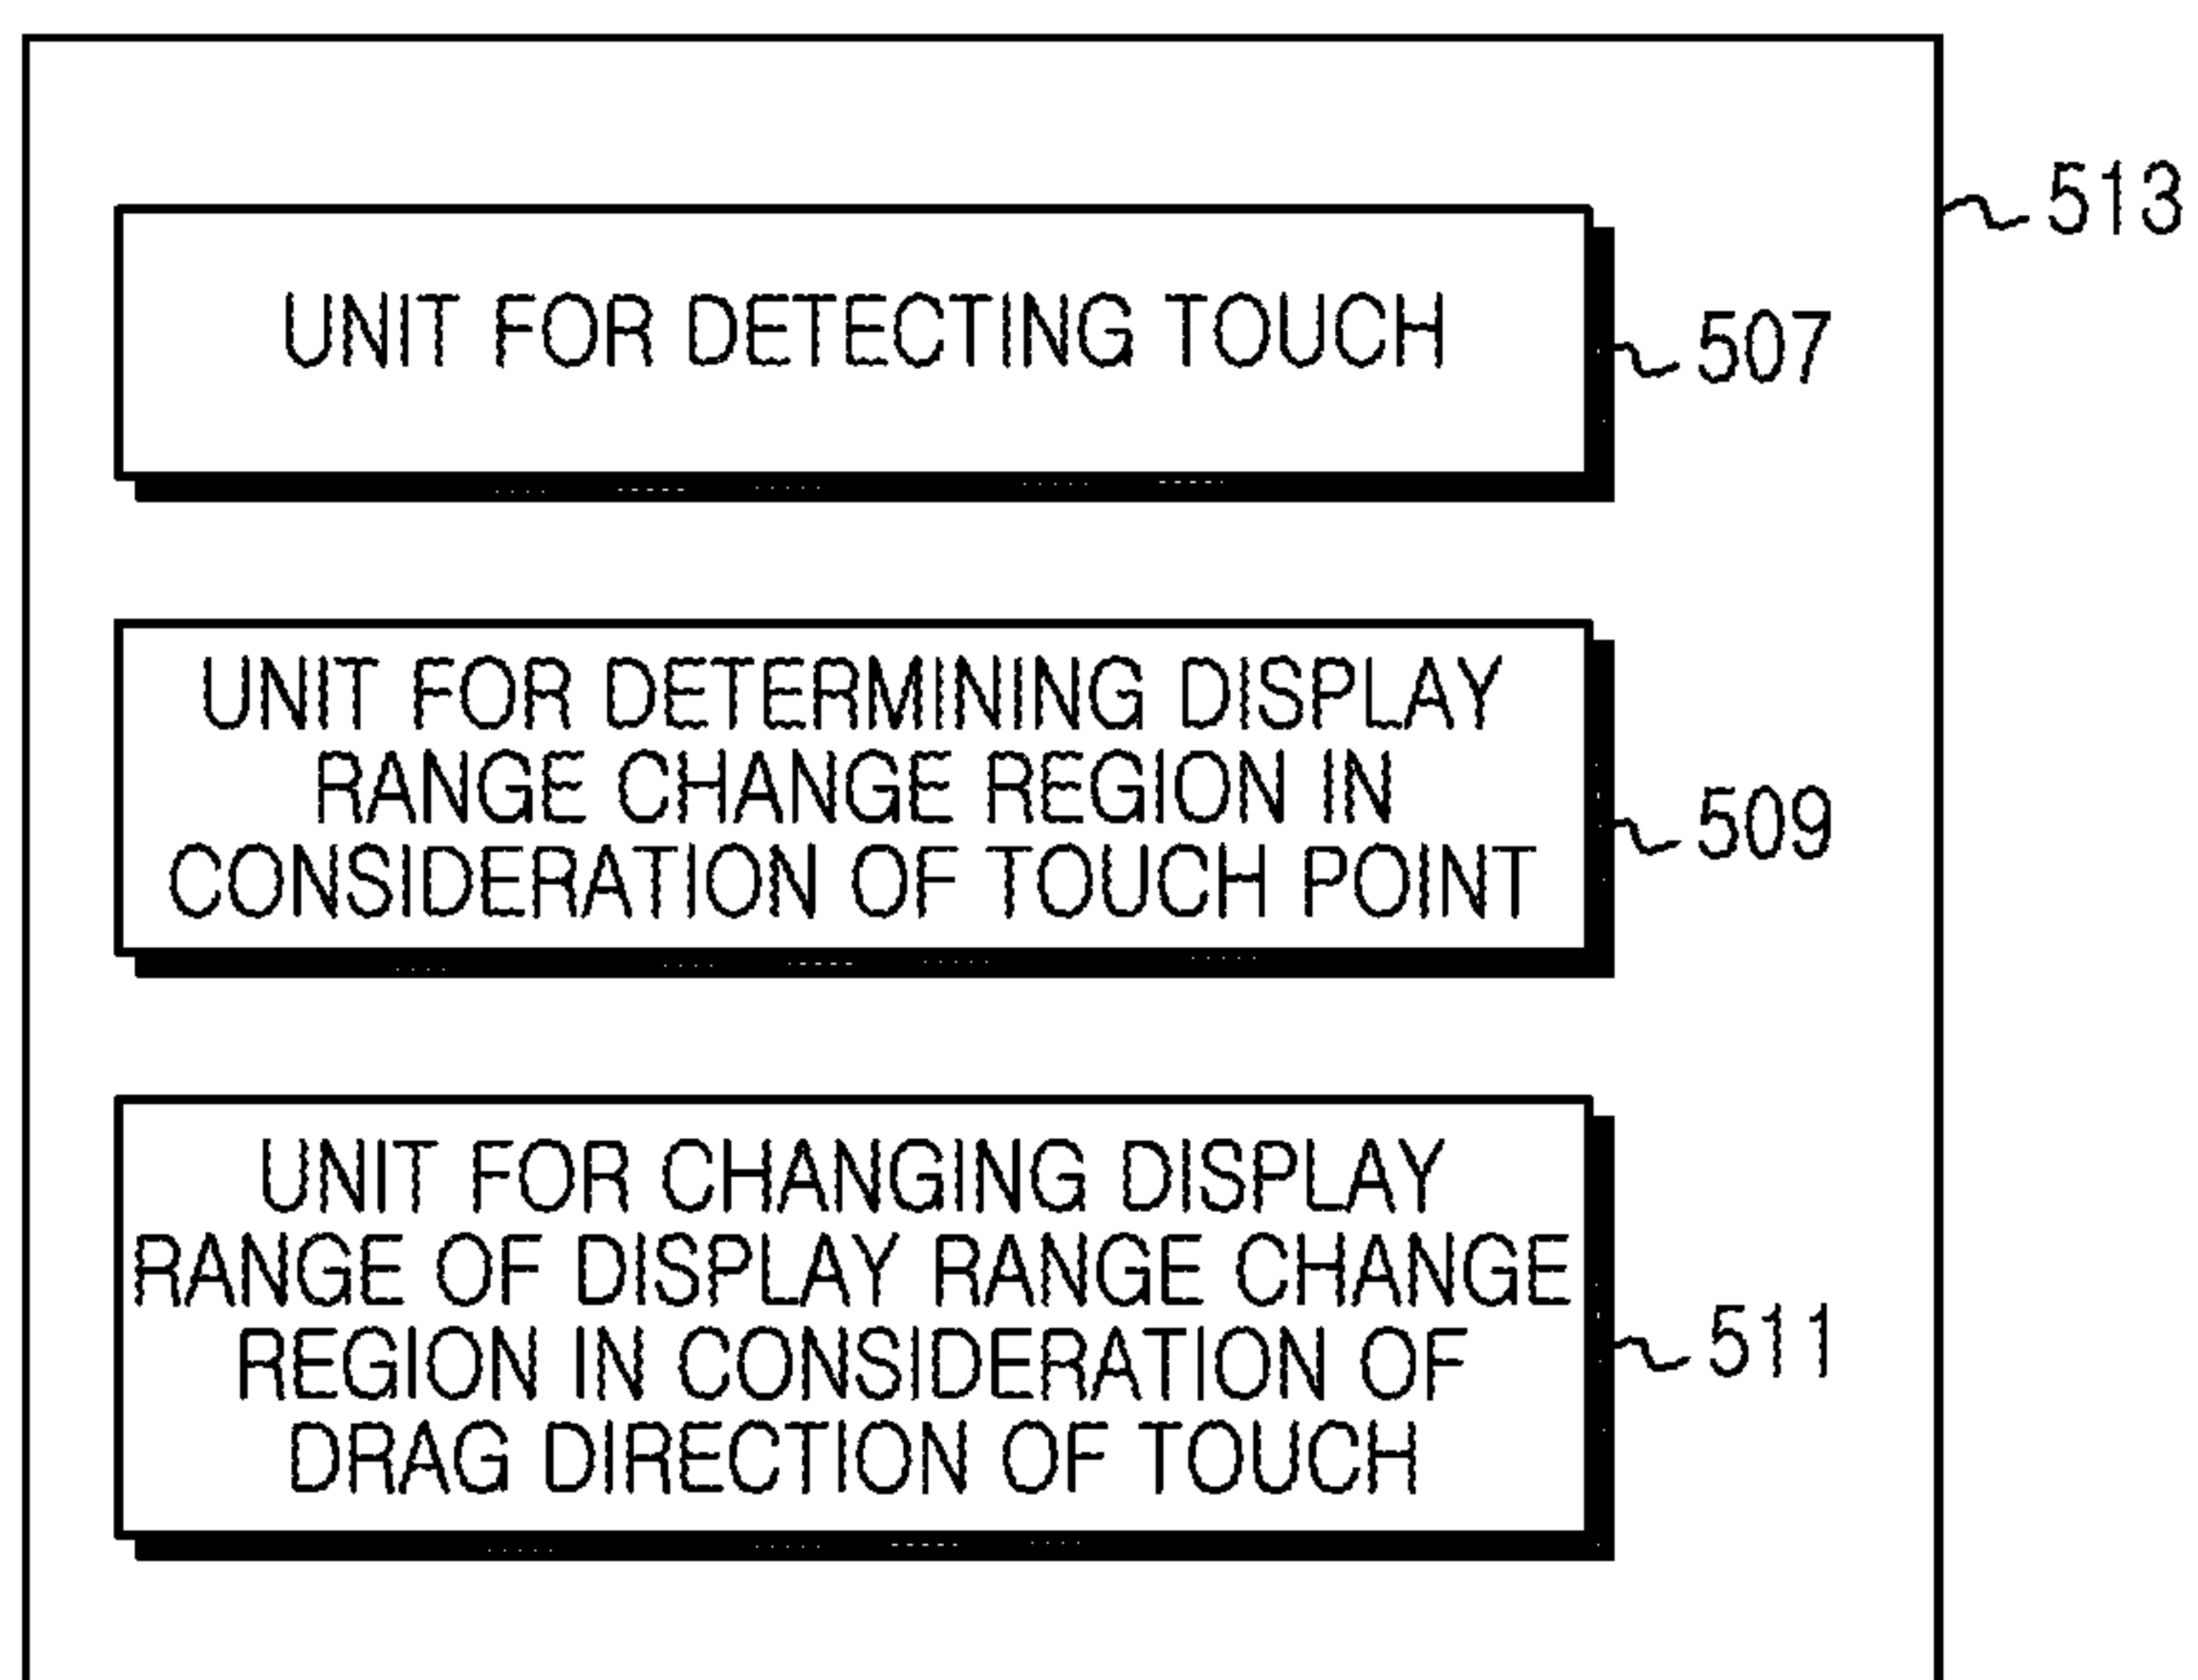 513
UNIT FOR DETECTING TOUCH
507
UNIT FOR DETERMINING DISPLAY
RANGE CHANGE REGION IN
CONSIDERATION OF TOUCH POINT
509
UNIT FOR CHANGING DISPLAY
RANGE OF DISPLAY RANGE CHANGE
REGION IN CONSIDERATION OF
DRAG DIRECTION OF TOUCH
511